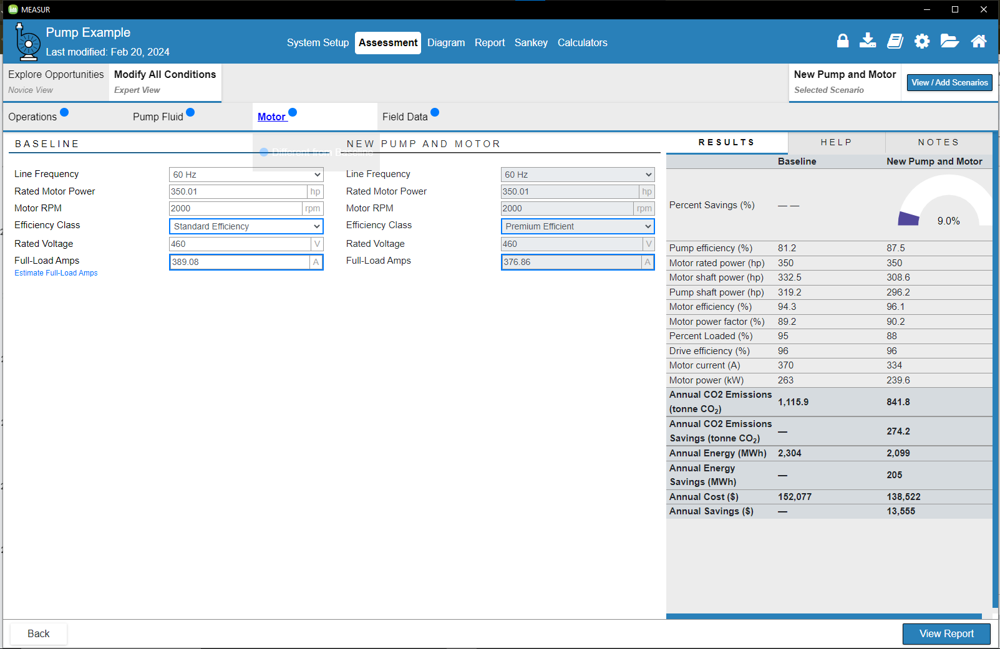 MEASUR
Pump Example
Last modified: Feb 20, 2024
System Setup Assessment Diagram Report Sankey Calculators
Explore Opportunities
Novice View
Modify All Conditions
Expert View
New Pump and Motor
Selected Scenario
View / Add Scenarios
Operations Pump Fluid Motor Field Data
Different from Baseline
BASELINE
Line Frequency 60 Hz
Rated Motor Power 350.01 hp
Motor RPM 2000 rpm
Efficiency Class Standard Efficiency
Rated Voltage 460 V
Full-Load Amps 389.08 A
Estimate Full-Load Amps
NEW PUMP AND MOTOR
Line Frequency 60 Hz
Rated Motor Power 350.01 hp
Motor RPM 2000 rpm
Efficiency Class Premium Efficient
Rated Voltage 460 V
Full-Load Amps 376.86 A
RESULTS HELP NOTES
Baseline New Pump and Motor
Percent Savings (%) — — 9.0%
Pump efficiency (%) 81.2 87.5
Motor rated power (hp) 350 350
Motor shaft power (hp) 332.5 308.6
Pump shaft power (hp) 319.2 296.2
Motor efficiency (%) 94.3 96.1
Motor power factor (%) 89.2 90.2
Percent Loaded (%) 95 88
Drive efficiency (%) 96 96
Motor current (A) 370 334
Motor power (kW) 263 239.6
Annual CO2 Emissions
(tonne CO₂) 1,115.9 841.8
Annual CO2 Emissions
Savings (tonne CO₂) — 274.2
Annual Energy (MWh) 2,304 2,099
Annual Energy
Savings (MWh) — 205
Annual Cost ($) 152,077 138,522
Annual Savings ($) — 13,555
Back
View Report